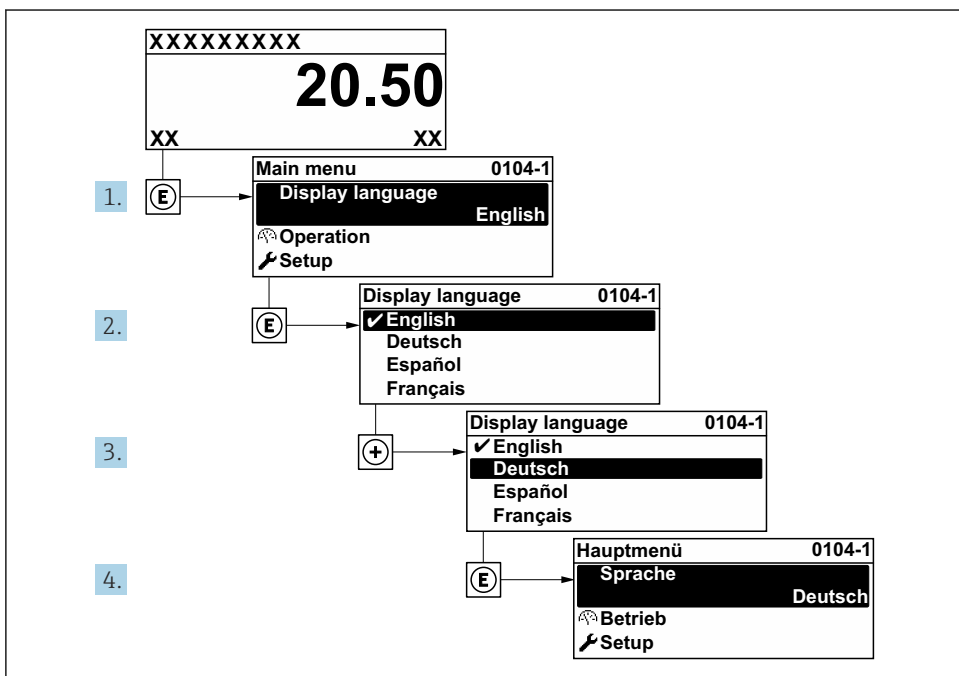 XXXXXXXXX
20.50
XX XX
1. E
Main menu 0104-1
Display language
English
Operation
Setup
2. E
Display language 0104-1
✔English
Deutsch
Español
Français
3. +
Display language 0104-1
✔English
Deutsch
Español
Français
4. E
Hauptmenü 0104-1
Sprache
Deutsch
Betrieb
Setup